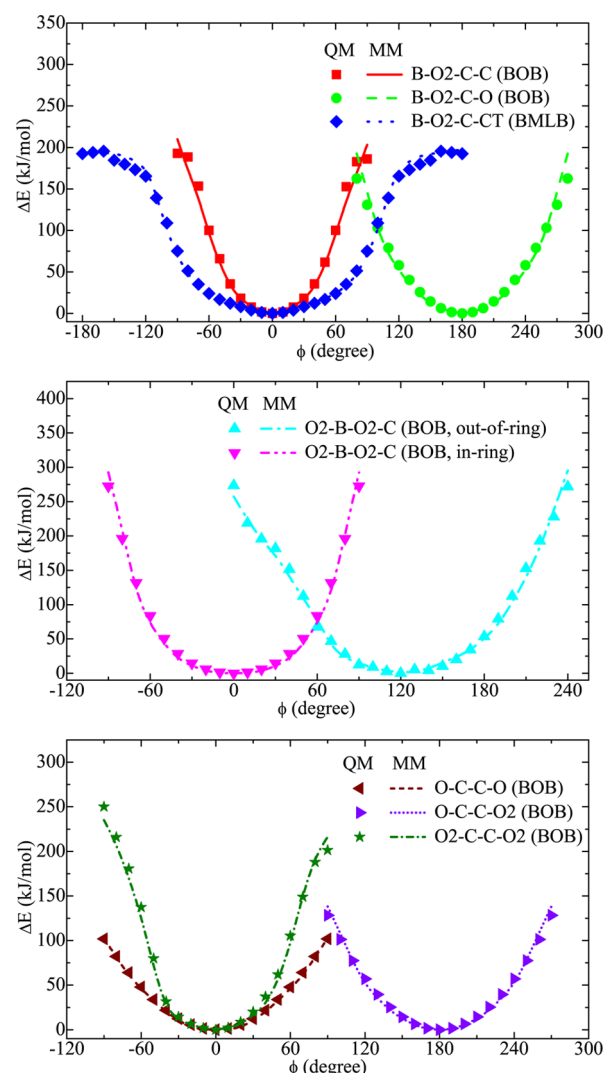 350
300
250
200
150
100
50
0
ΔE (kJ/mol)
QM MM
B-O2-C-C (BOB)
B-O2-C-O (BOB)
B-O2-C-CT (BMLB)
-180 -120 -60 0 60 120 180 240 300
ϕ (degree)
400
350
300
250
200
150
100
50
0
ΔE (kJ/mol)
QM MM
O2-B-O2-C (BOB, out-of-ring)
O2-B-O2-C (BOB, in-ring)
-120 -60 0 60 120 180 240
ϕ (degree)
300
250
200
150
100
50
0
ΔE (kJ/mol)
QM MM
O-C-C-O (BOB)
O-C-C-O2 (BOB)
O2-C-C-O2 (BOB)
-120 -60 0 60 120 180 240 300
ϕ (degree)